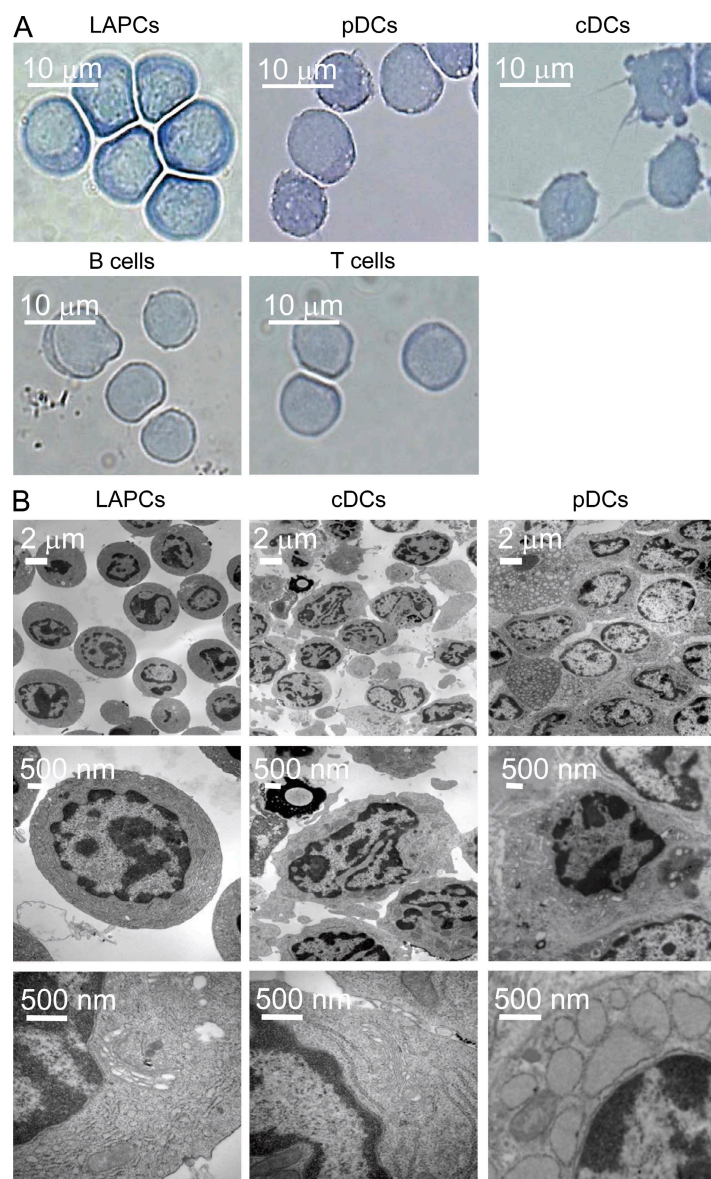 A
LAPCs pDCs cDCs
10 μm 10 μm 10 μm
B cells T cells
10 μm 10 μm
B
LAPCs cDCs pDCs
2 μm 2 μm 2 μm
500 nm 500 nm 500 nm
500 nm 500 nm 500 nm